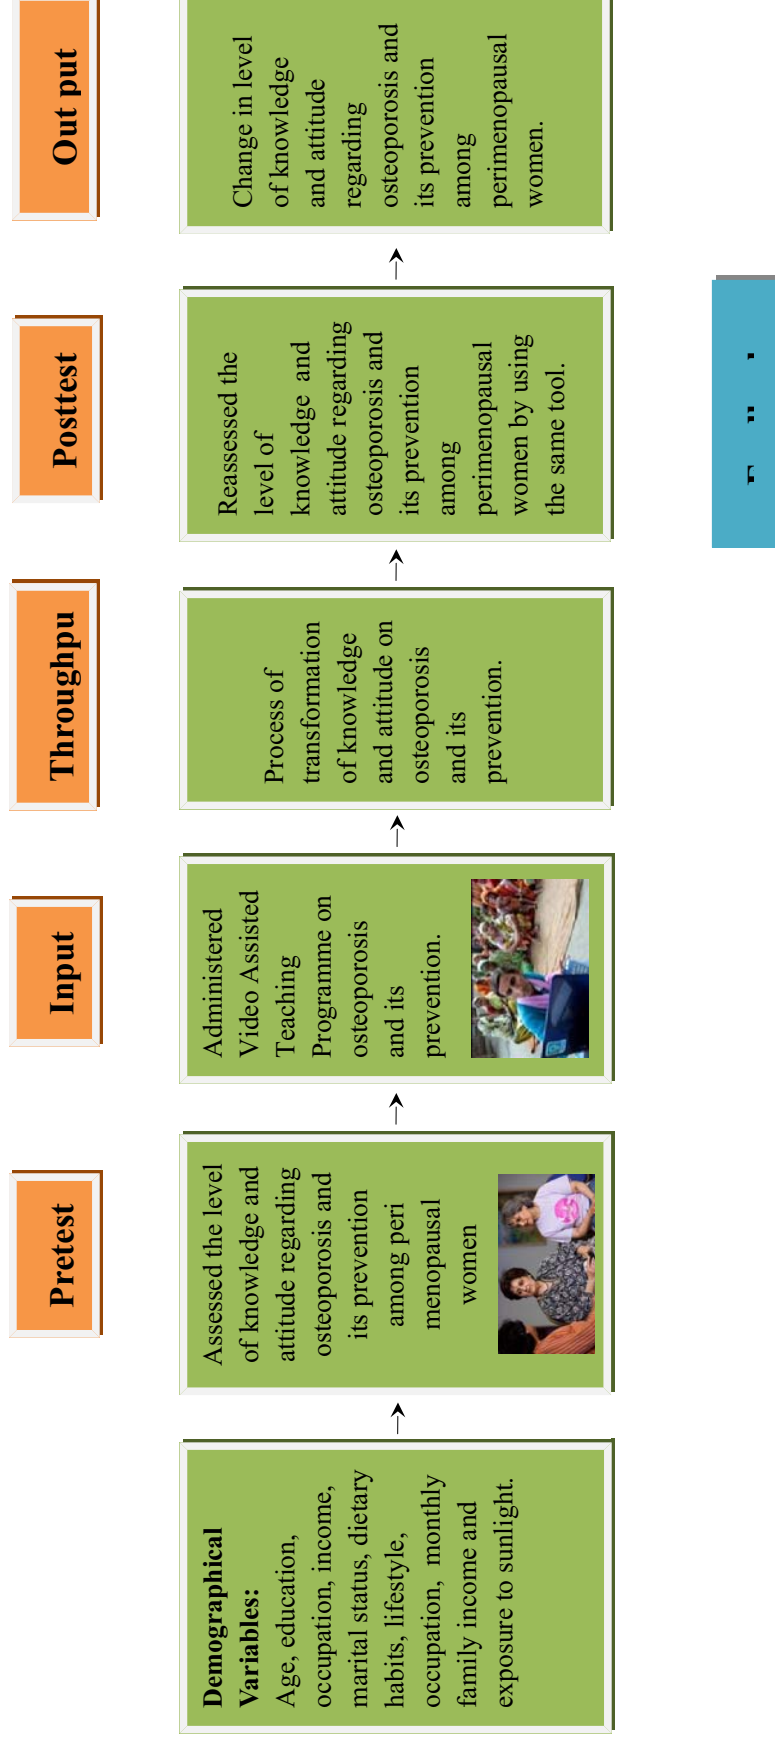 Demographical
Variables:
Age, education,
occupation, income,
marital status, dietary
habits, lifestyle,
occupation, monthly
family income and
exposure to sunlight.
Pretest
Assessed the level
of knowledge and
attitude regarding
osteoporosis and
its prevention
among peri
menopausal
women
Input
Administered
Video Assisted
Teaching
Programme on
osteoporosis
and its
prevention.
Throughpu
Process of
transformation
of knowledge
and attitude on
osteoporosis
and its
prevention.
Posttest
Reassessed the
level of
knowledge and
attitude regarding
osteoporosis and
its prevention
among
perimenopausal
women by using
the same tool.
Out put
Change in level
of knowledge
and attitude
regarding
osteoporosis and
its prevention
among
perimenopausal
women.